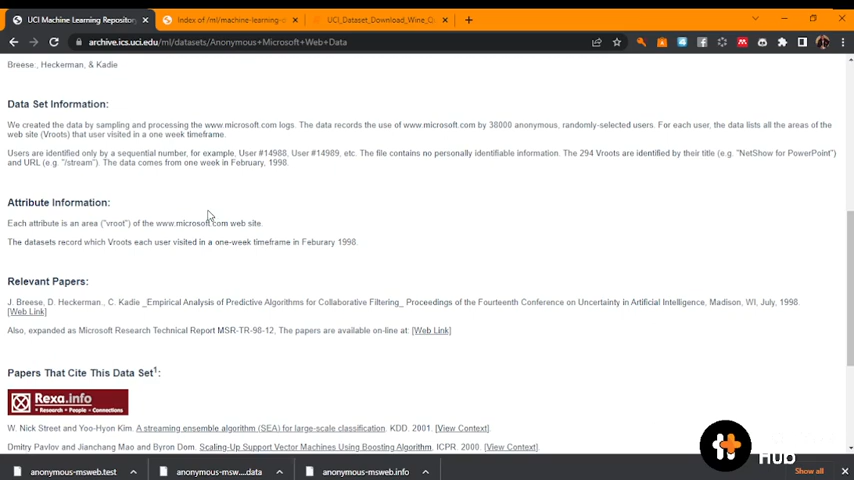 UCI Machine Learning Repository
Index of /ml/machine-learning-d
UCI_Dataset_Download_Wine_Q
archive.ics.uci.edu/ml/datasets/Anonymous+Microsoft+Web+Data
Breese:, Heckerman, & Kadie
Data Set Information:
We created the data by sampling and processing the www.microsoft.com logs. The data records the use of www.microsoft.com by 38000 anonymous, randomly-selected users. For each user, the data lists all the areas of the
web site (Vroots) that user visited in a one week timeframe.
Users are identified only by a sequential number, for example, User #14988, User #14989, etc. The file contains no personally identifiable information. The 294 Vroots are identified by their title (e.g. "NetShow for PowerPoint")
and URL (e.g. "/stream"). The data comes from one week in February, 1998.
Attribute Information:
Each attribute is an area ("vroot") of the www.microsoft.com web site.
The datasets record which Vroots each user visited in a one-week timeframe in Feburary 1998.
Relevant Papers:
J. Breese, D. Heckerman., C. Kadie _Empirical Analysis of Predictive Algorithms for Collaborative Filtering_ Proceedings of the Fourteenth Conference on Uncertainty in Artificial Intelligence, Madison, WI, July, 1998.
[Web Link]
Also, expanded as Microsoft Research Technical Report MSR-TR-98-12, The papers are available on-line at: [Web Link]
Papers That Cite This Data Set1:
Rexa.info
• Research • People • Connections
W. Nick Street and Yoo-Hyon Kim. A streaming ensemble algorithm (SEA) for large-scale classification. KDD. 2001. [View Context]
Dmitry Pavlov and Jianchang Mao and Byron Dom. Scaling-Up Support Vector Machines Using Boosting Algorithm. ICPR. 2000. [View Context].
Hub
anonymous-msweb.test
anonymous-msw....data
anonymous-msweb.info
Show all